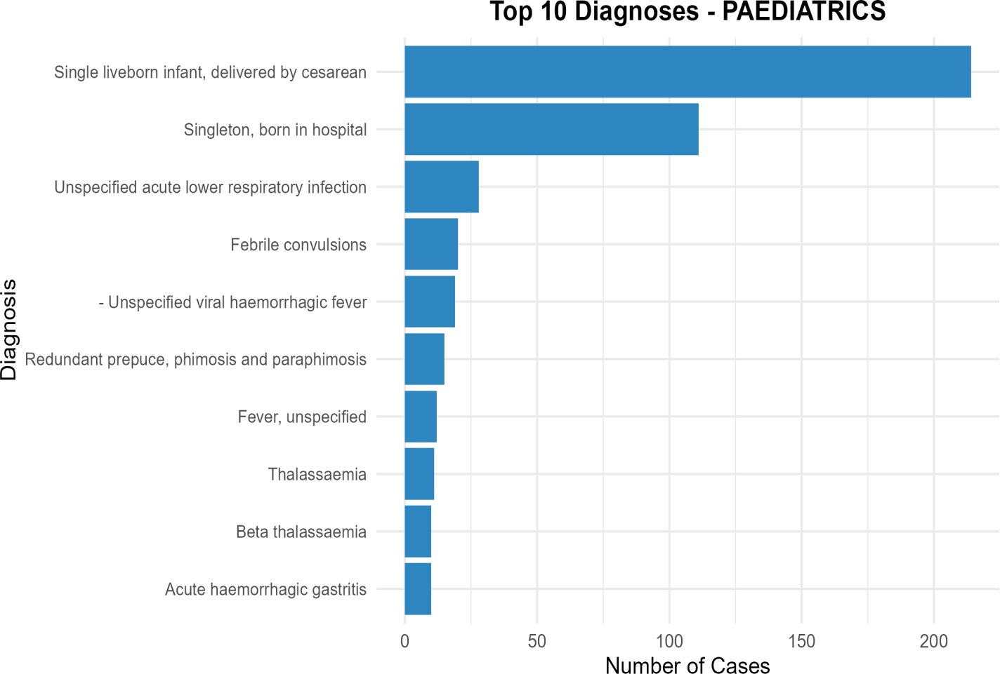 Top 10 Diagnoses - PAEDIATRICS
Single liveborn infant, delivered by cesarean
Singleton, born in hospital
Unspecified acute lower respiratory infection
Febrile convulsions
- Unspecified viral haemorrhagic fever
Redundant prepuce, phimosis and paraphimosis
Fever, unspecified
Thalassaemia
Beta thalassaemia
Acute haemorrhagic gastritis
Diagnosis
0 50 100 150 200
Number of Cases